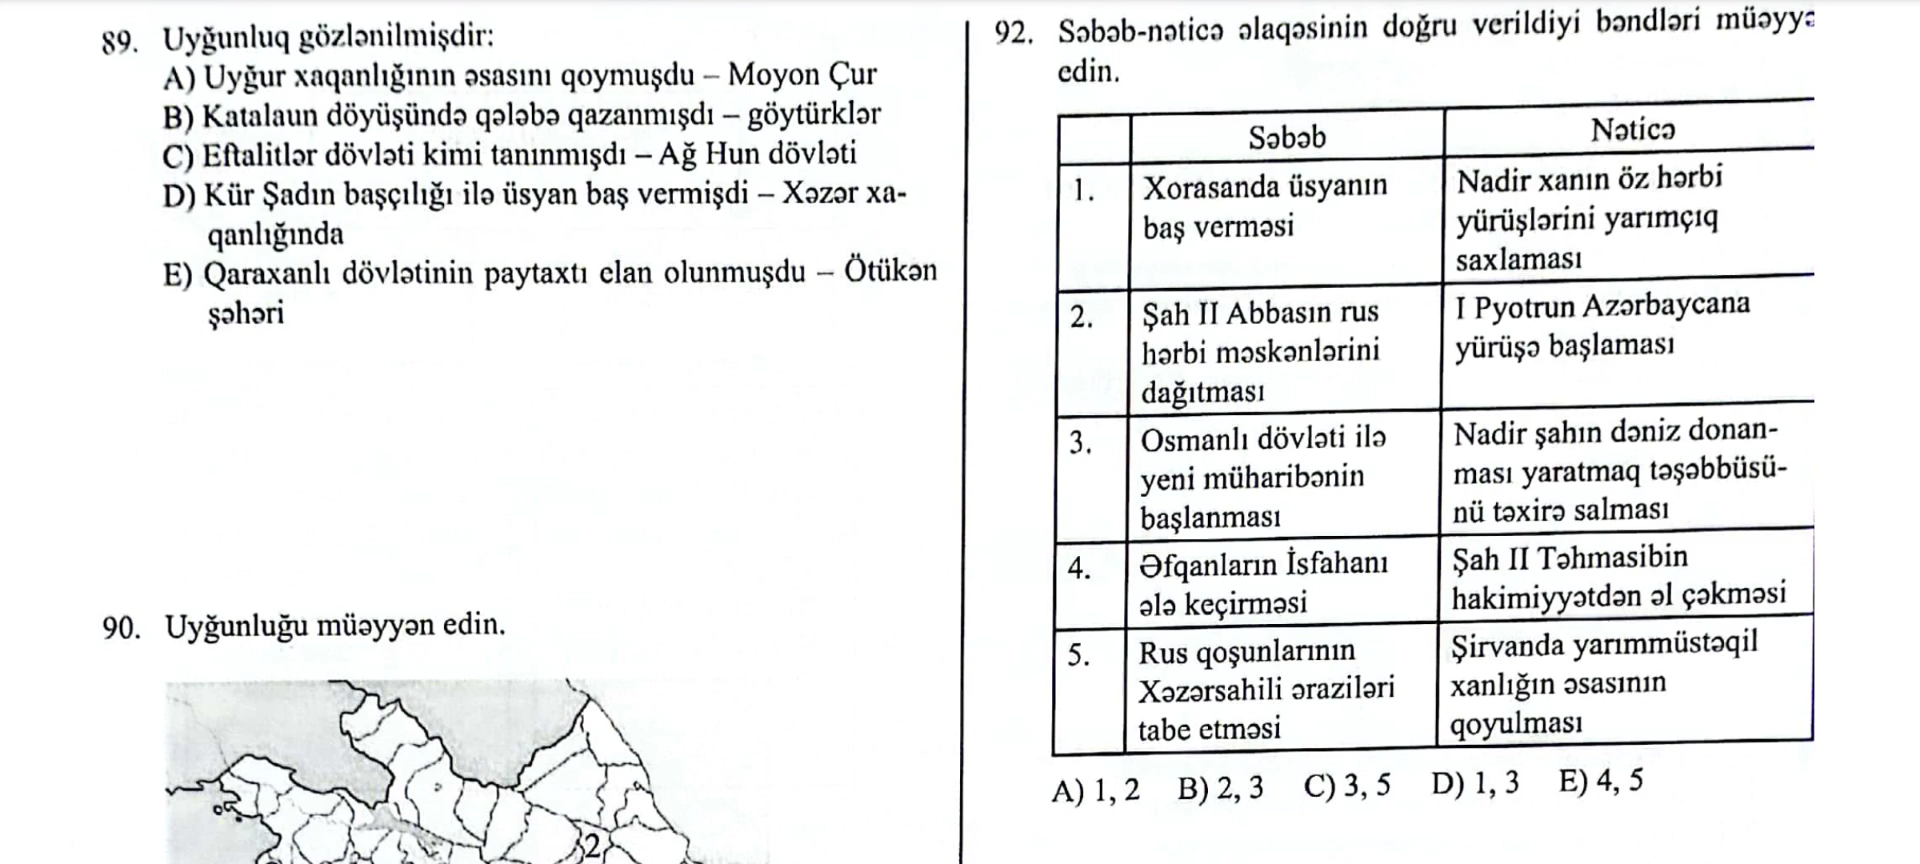 89. Uyğunluq gözlənilmişdir:
A) Uyğur xaqanlığının əsasını qoymuşdu – Moyon Çur
B) Katalaun döyüşündə qələbə qazanmışdı – göytürklər
C) Eftalitlər dövləti kimi tanınmışdı – Ağ Hun dövləti
D) Kür Şadın başçılığı ilə üsyan baş vermişdi – Xəzər xa-
qanlığında
E) Qaraxanlı dövlətinin paytaxtı elan olunmuşdu – Ötükən
şəhəri
90. Uyğunluğu müəyyən edin.
2
92. Səbəb-nəticə əlaqəsinin doğru verildiyi bəndləri müəyyə
edin.
Səbəb Nəticə
1. Xorasanda üsyanın Nadir xanın öz hərbi
baş verməsi yürüşlərini yarımçıq
saxlaması
2. Şah II Abbasın rus I Pyotrun Azərbaycana
hərbi məskənlərini yürüşə başlaması
dağıtması
3. Osmanlı dövləti ilə Nadir şahın dəniz donan-
yeni müharibənin ması yaratmaq təşəbbüsü-
başlanması nü təxirə salması
4. Əfqanların İsfahanı Şah II Təhmasibin
ələ keçirməsi hakimiyyətdən əl çəkməsi
5. Rus qoşunlarının Şirvanda yarımmüstəqil
Xəzərsahili əraziləri xanlığın əsasının
tabe etməsi qoyulması
A) 1, 2 B) 2, 3 C) 3, 5 D) 1, 3 E) 4, 5